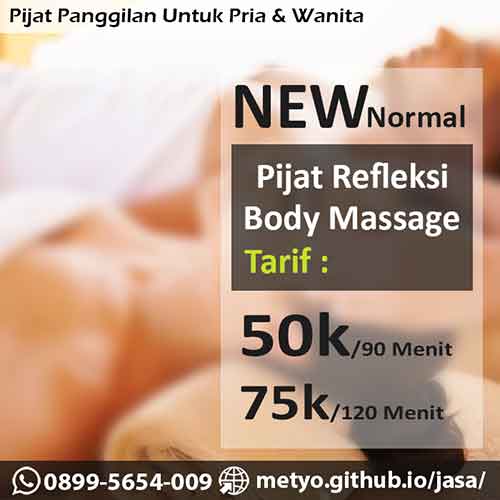 Pijat Panggilan Untuk Pria & Wanita
NEW Normal
Pijat Refleksi
Body Massage
Tarif :
50k/90 Menit
75k/120 Menit
0899-5654-009 metyo.github.io/jasa/